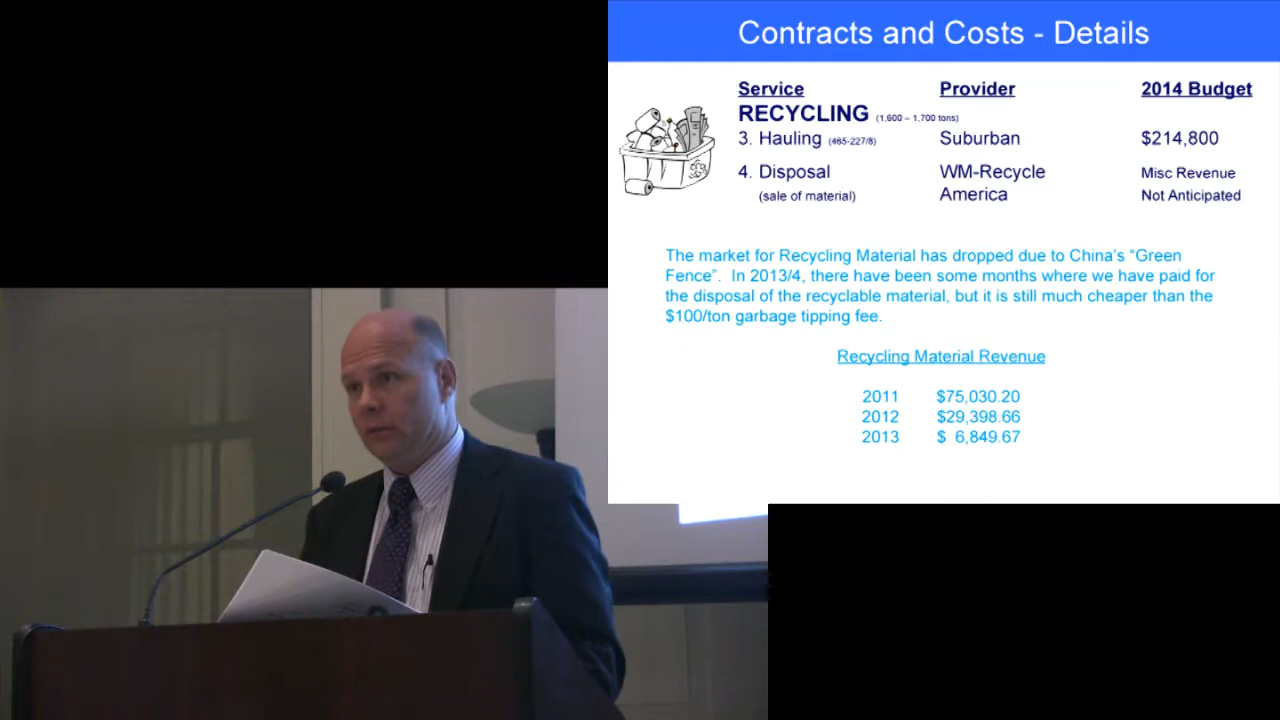 Contracts and Costs - Details
Service Provider 2014 Budget
RECYCLING (1,600 – 1,700 tons)
3. Hauling (465-227/8) Suburban $214,800
4. Disposal WM-Recycle Misc Revenue
(sale of material) America Not Anticipated
The market for Recycling Material has dropped due to China's “Green
Fence”. In 2013/4, there have been some months where we have paid for
the disposal of the recyclable material, but it is still much cheaper than the
$100/ton garbage tipping fee.
Recycling Material Revenue
2011 $75,030.20
2012 $29,398.66
2013 $ 6,849.67